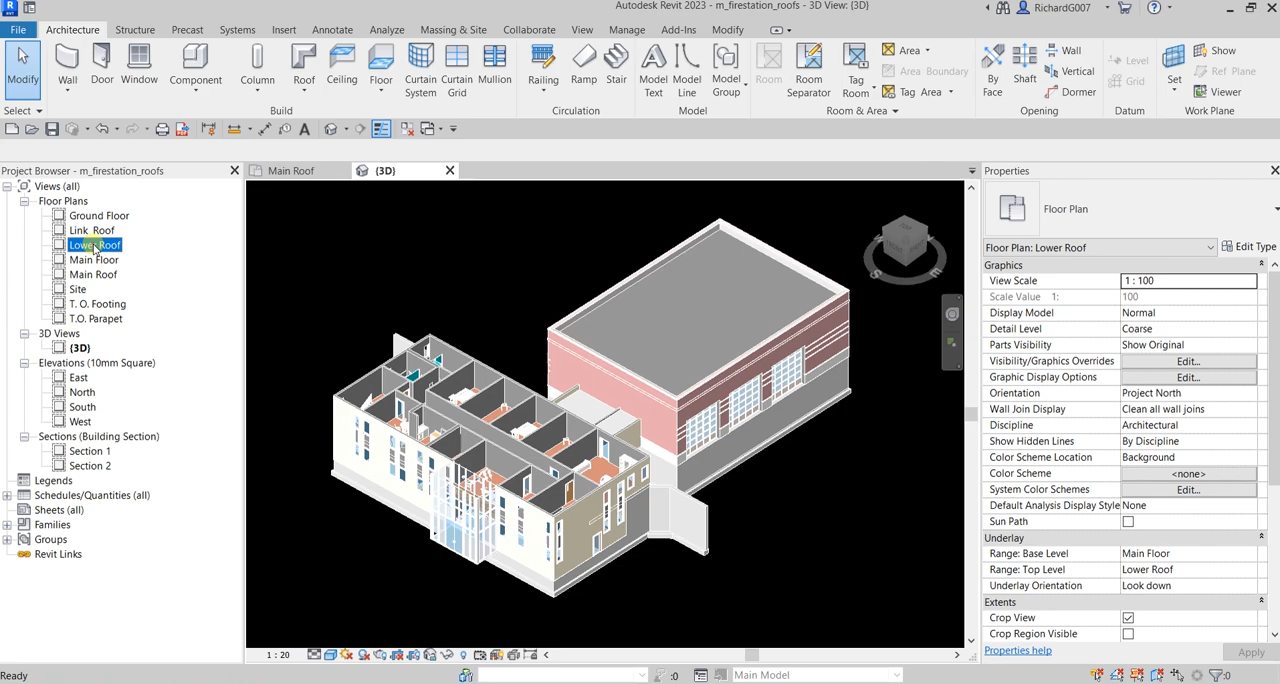 Autodesk Revit 2023 - m_firestation_roofs - 3D View: {3D}
RichardG007
File Architecture Structure Precast Systems Insert Annotate Analyze Massing & Site Collaborate View Manage Add-Ins Modify
Modify
Wall Door Window Component Column Roof Ceiling Floor Curtain System Curtain Grid Mullion Railing Ramp Stair Model Text Model Line Model Group Room Room Separator Tag Room
Area
Area Boundary
Tag Area
By Face Shaft
Wall
Vertical
Dormer
Level
Grid
Set
Show
Ref Plane
Viewer
Select Build Circulation Model Room & Area Opening Datum Work Plane
Project Browser - m_firestation_roofs
Views (all)
Floor Plans
Ground Floor
Link Roof
Lower Roof
Main Floor
Main Roof
Site
T. O. Footing
T.O. Parapet
3D Views
{3D}
Elevations (10mm Square)
East
North
South
West
Sections (Building Section)
Section 1
Section 2
Legends
Schedules/Quantities (all)
Sheets (all)
Families
Groups
Revit Links
Main Roof {3D}
1 : 20
Properties
Floor Plan
Floor Plan: Lower Roof Edit Type
Graphics
View Scale 1 : 100
Scale Value 1: 100
Display Model Normal
Detail Level Coarse
Parts Visibility Show Original
Visibility/Graphics Overrides Edit...
Graphic Display Options Edit...
Orientation Project North
Wall Join Display Clean all wall joins
Discipline Architectural
Show Hidden Lines By Discipline
Color Scheme Location Background
Color Scheme <none>
System Color Schemes Edit...
Default Analysis Display Style None
Sun Path
Underlay
Range: Base Level Main Floor
Range: Top Level Lower Roof
Underlay Orientation Look down
Extents
Crop View
Crop Region Visible
Properties help Apply
Ready :0 Main Model :0